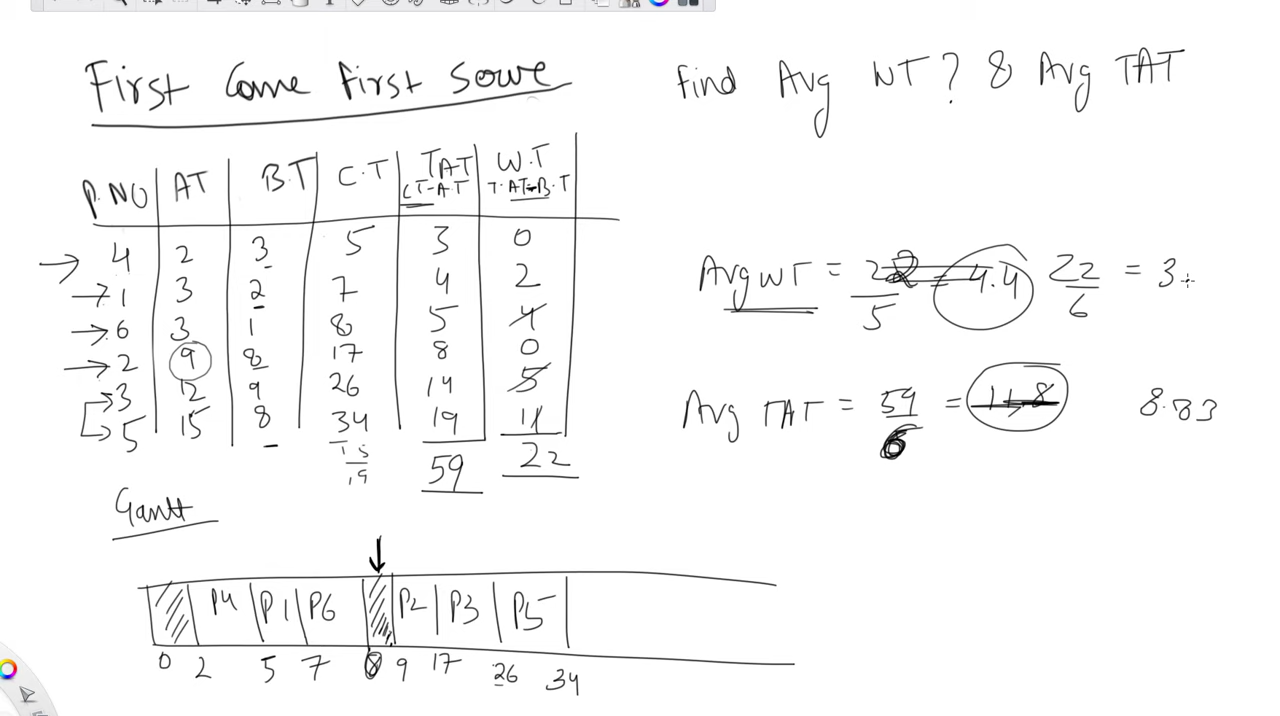 First Come First Serve
Find Avg WT? & Avg TAT
P.NO AT B.T C.T TAT W.T
CT-A.T T.AT-B.T
4 2 3 5 3 0
1 3 2 7 4 2
6 3 1 8 5 4
2 9 8 17 8 0
3 12 9 26 14 5
5 15 8 34 19 11
15
19
59 22
Avg WT = 22/5 = 4.4 22/6 = 3.
Avg TAT = 59/6 = 11.8 8.83
Gantt
P4 P1 P6 P2 P3 P5
0 2 5 7 8 9 17 26 34